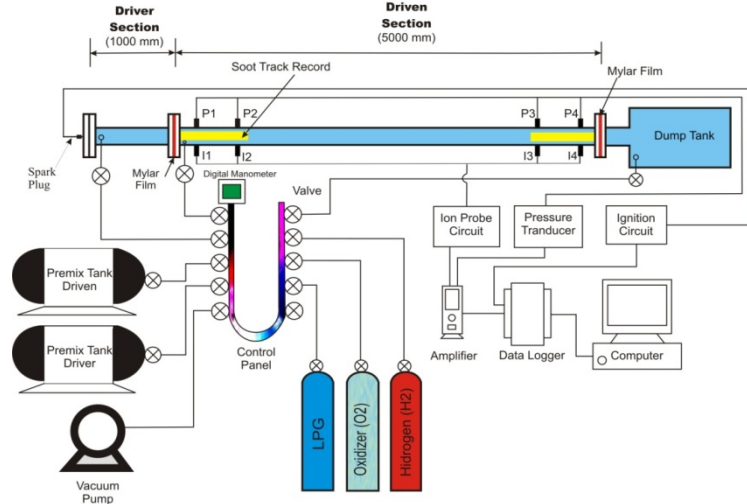 Driver
Section
(1000 mm)
Driven
Section
(5000 mm)
Soot Track Record
Mylar Film
P1
P2
P3
P4
Dump Tank
Spark
Plug
Mylar
Film
I1
I2
I3
I4
Digital Manometer
Valve
Ion Probe
Circuit
Pressure
Tranducer
Ignition
Circuit
Premix Tank
Driven
Premix Tank
Driver
Control
Panel
Amplifier
Data Logger
Computer
LPG
Oxidizer (O2)
Hidrogen (H2)
Vacuum
Pump